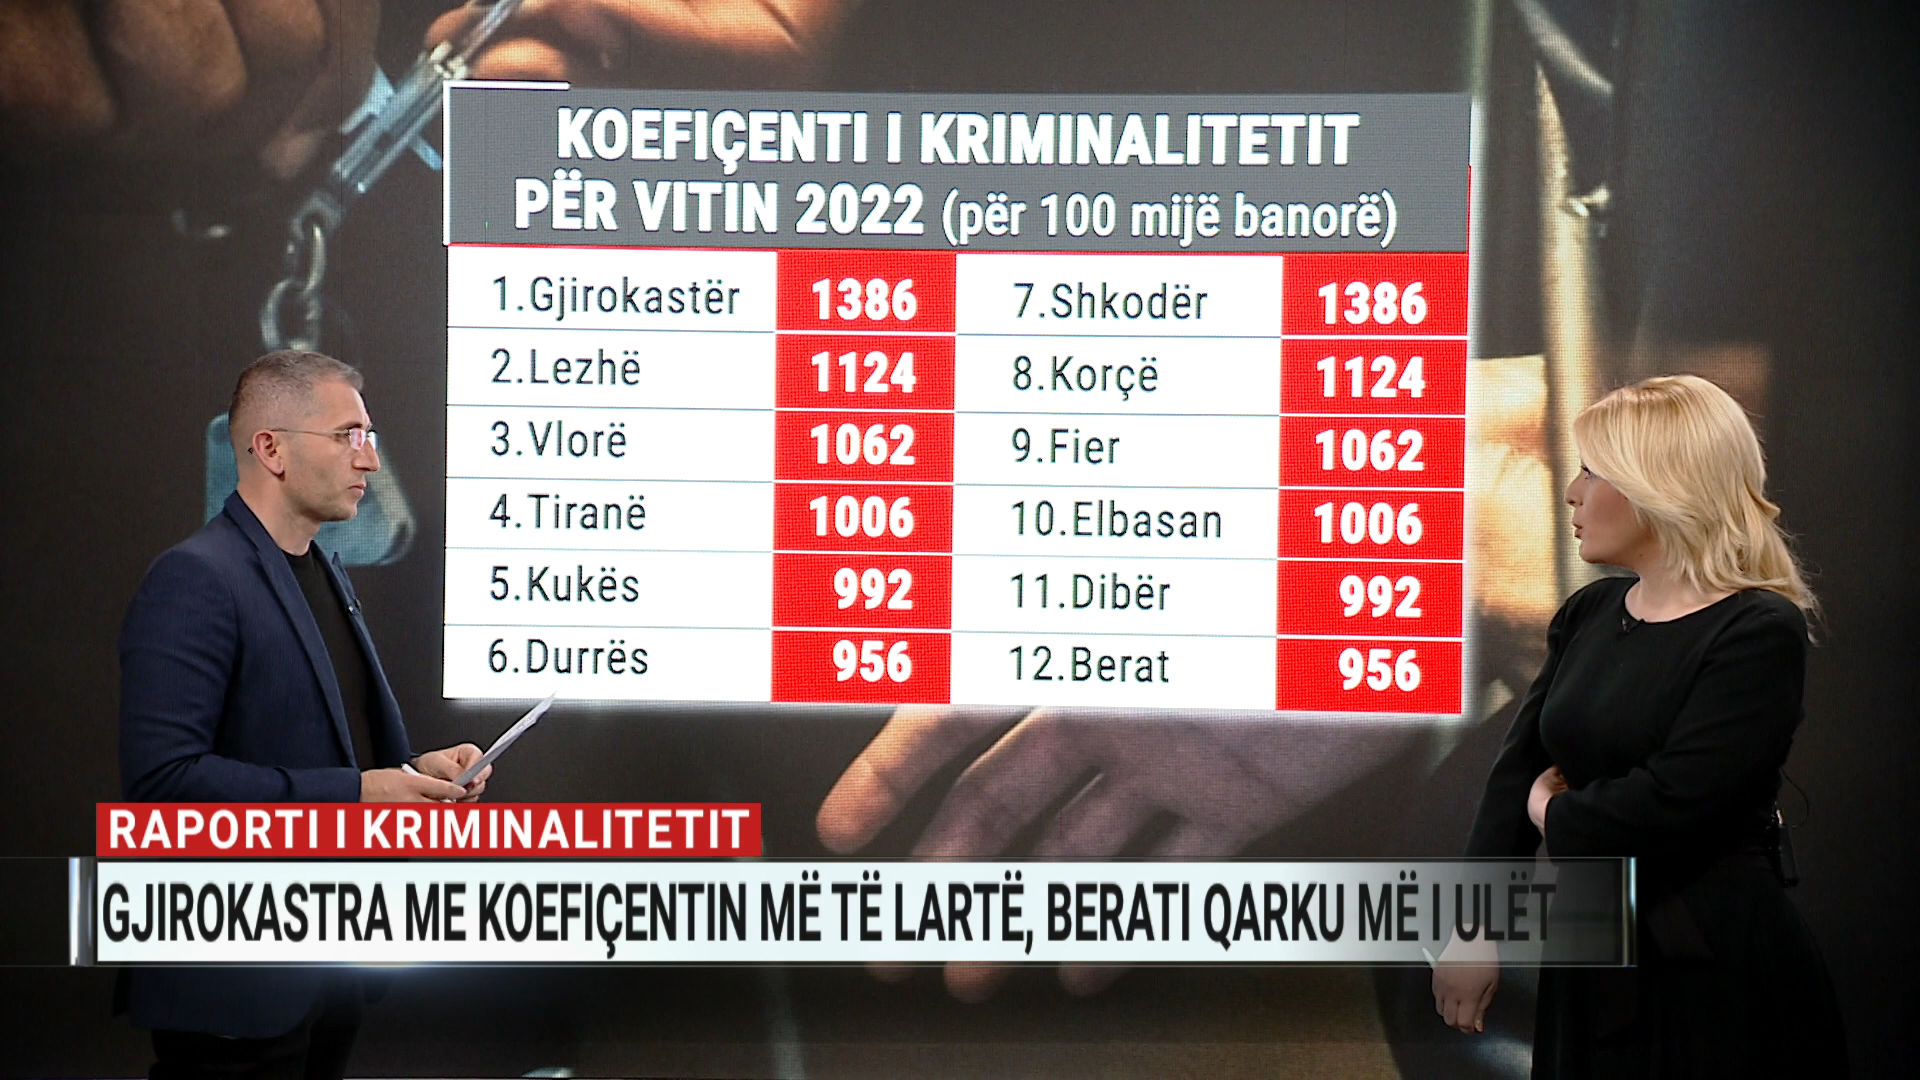 KOEFIÇENTI I KRIMINALITETIT
PËR VITIN 2022 (për 100 mijë banorë)
1.Gjirokastër 1386 7.Shkodër 1386
2.Lezhë 1124 8.Korçë 1124
3.Vlorë 1062 9.Fier 1062
4.Tiranë 1006 10.Elbasan 1006
5.Kukës 992 11.Dibër 992
6.Durrës 956 12.Berat 956
RAPORTI I KRIMINALITETIT
GJIROKASTRA ME KOEFIÇENTIN MË TË LARTË, BERATI QARKU MË I ULËT